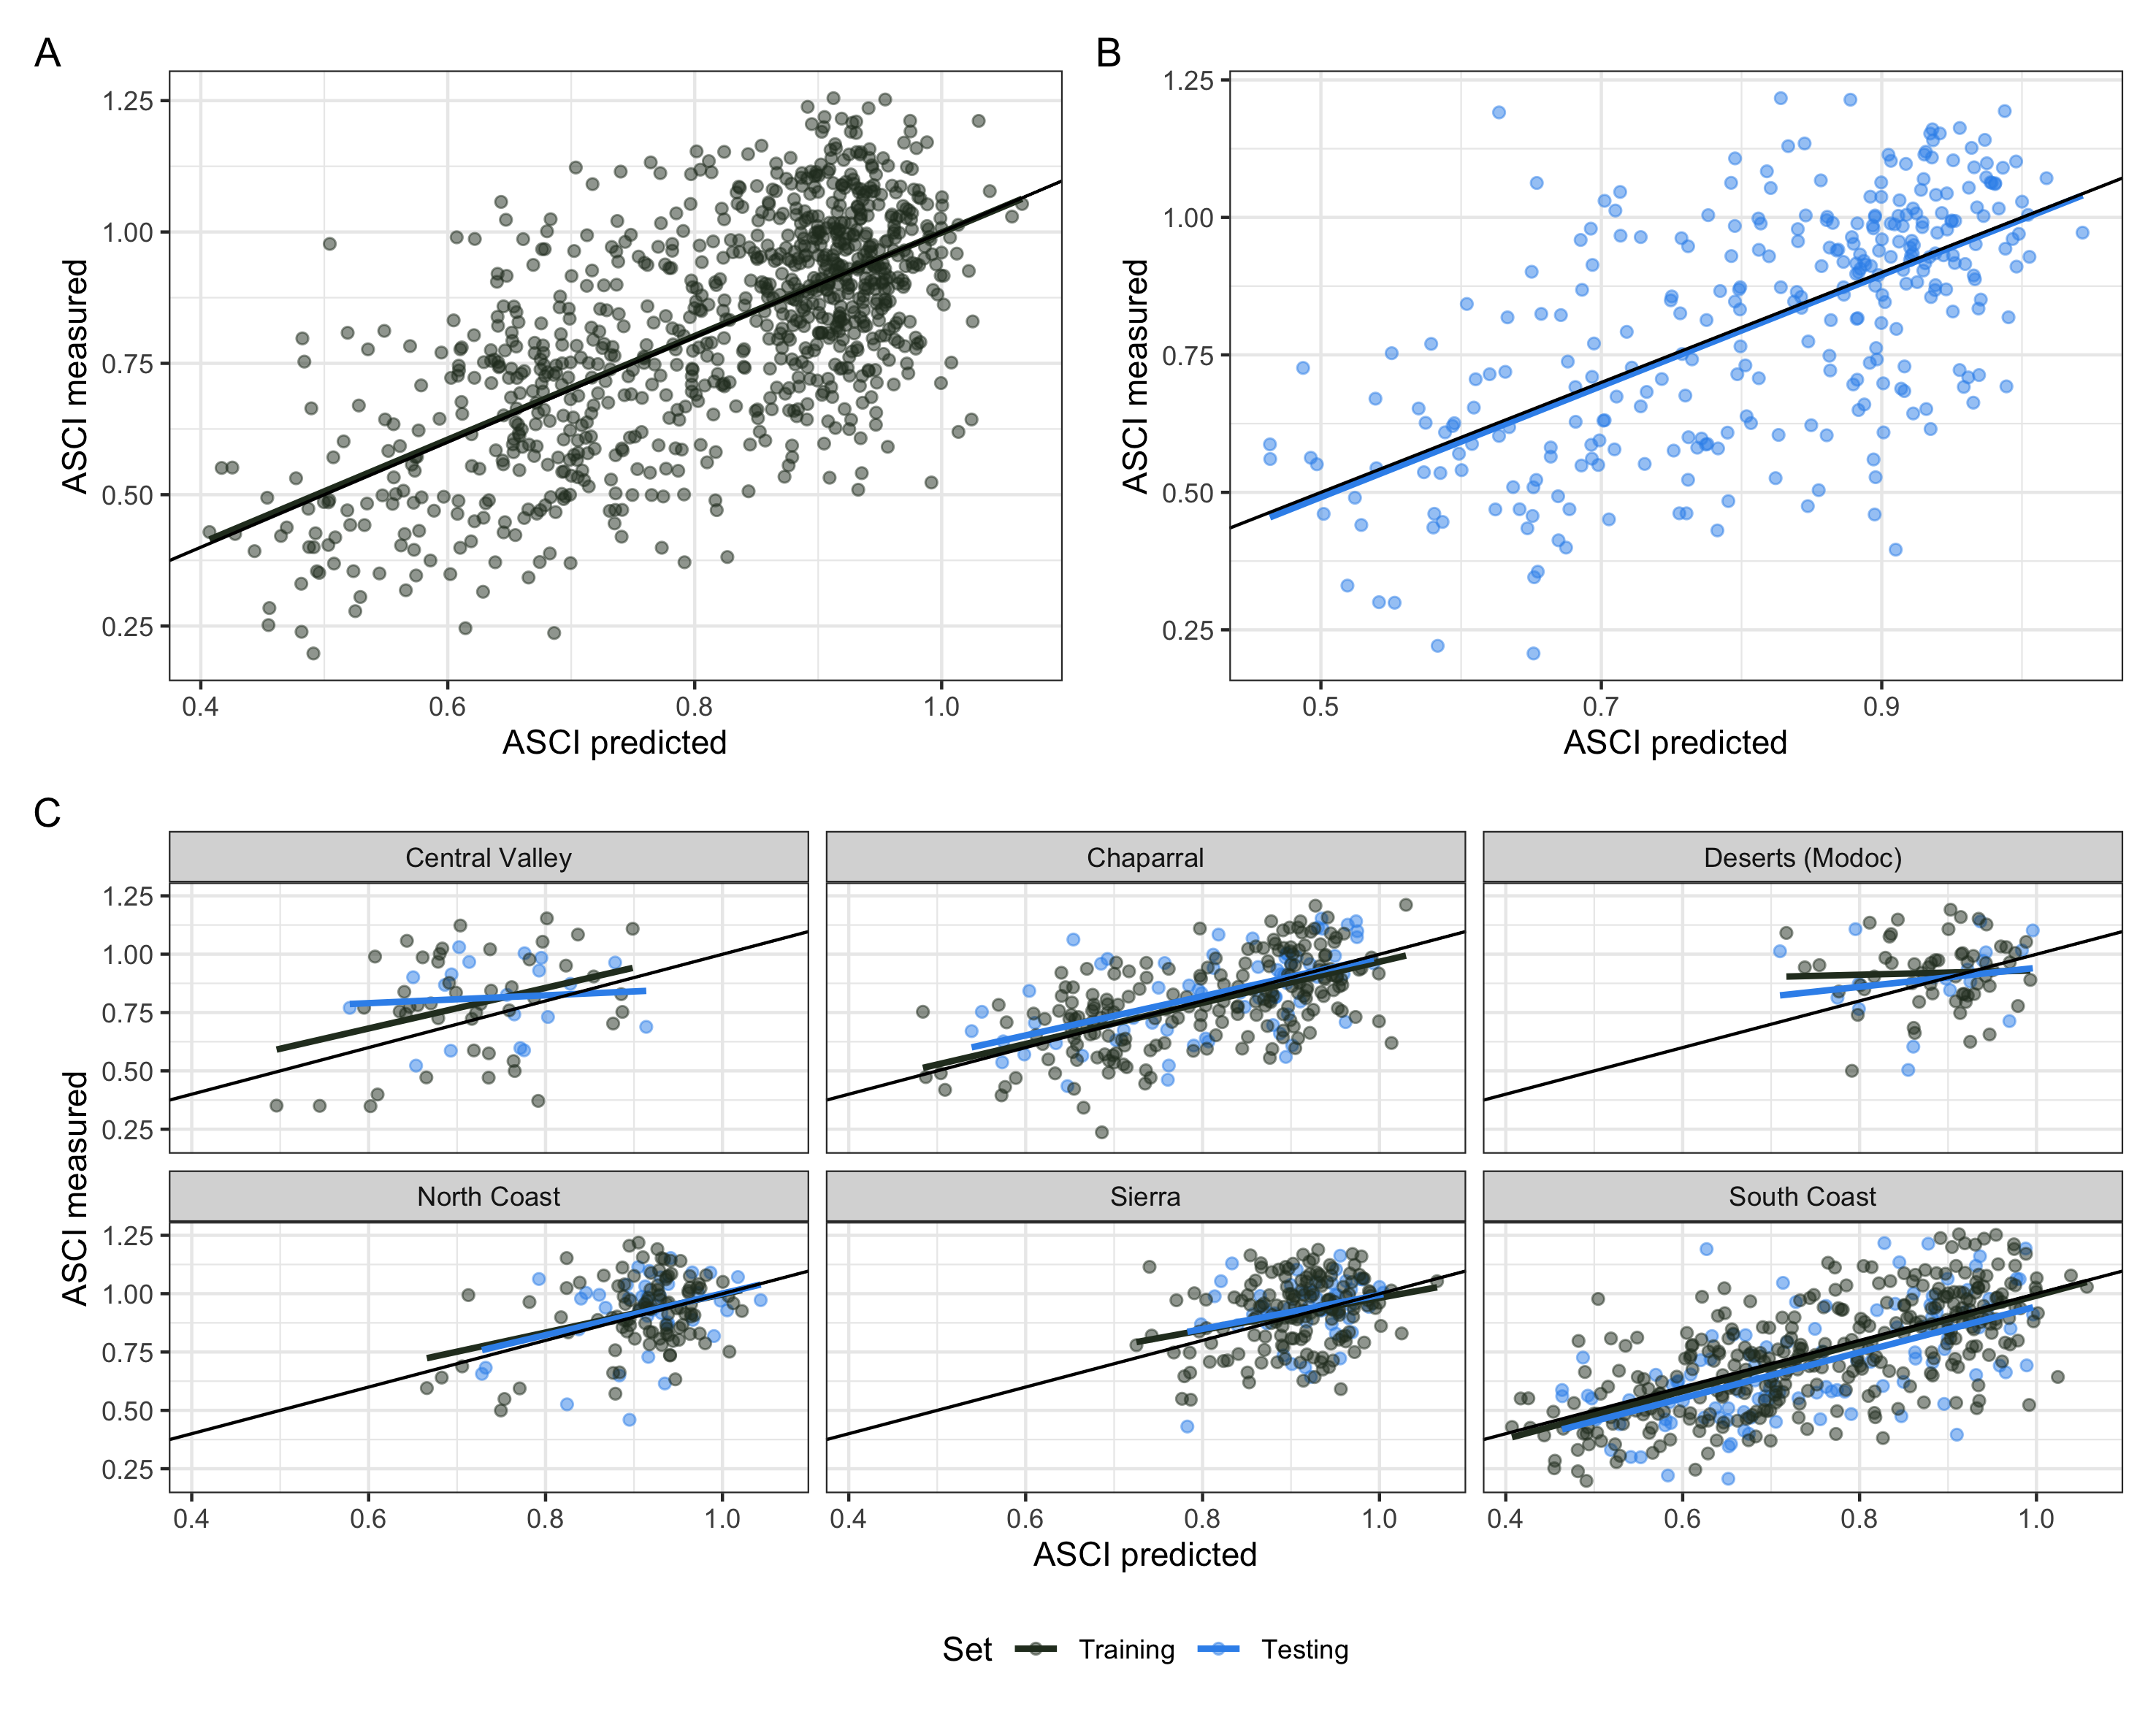 A
B
1.25
1.00
0.75
0.50
0.25
ASCI measured
0.4 0.6 0.8 1.0
ASCI predicted
1.25
1.00
0.75
0.50
0.25
ASCI measured
0.5 0.7 0.9
ASCI predicted
C
Central Valley
Chaparral
Deserts (Modoc)
1.25
1.00
0.75
0.50
0.25
ASCI measured
North Coast
Sierra
South Coast
1.25
1.00
0.75
0.50
0.25
0.4 0.6 0.8 1.0
0.4 0.6 0.8 1.0
0.4 0.6 0.8 1.0
ASCI predicted
Set Training Testing